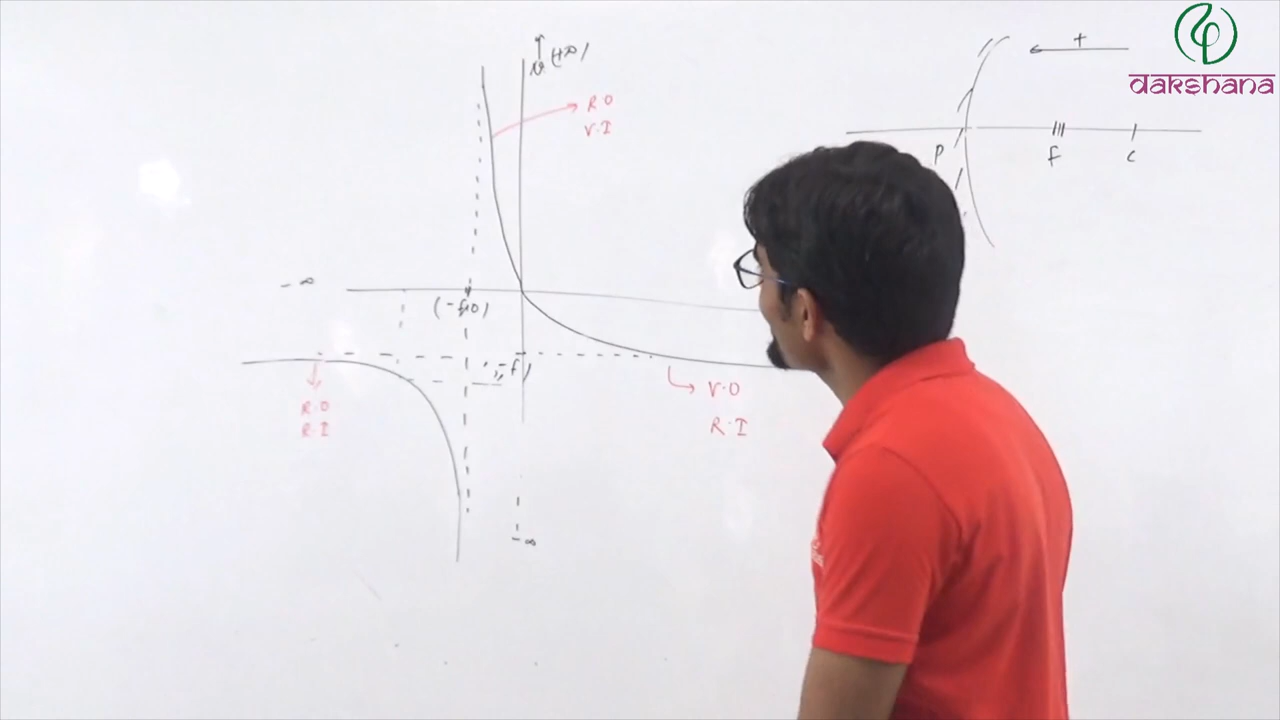 v (+∞)
+
dakshana
R.O
V.I
P
F
C
-∞
(-f,0)
-f)
V.O
R.I
R.O
R.I
-∞